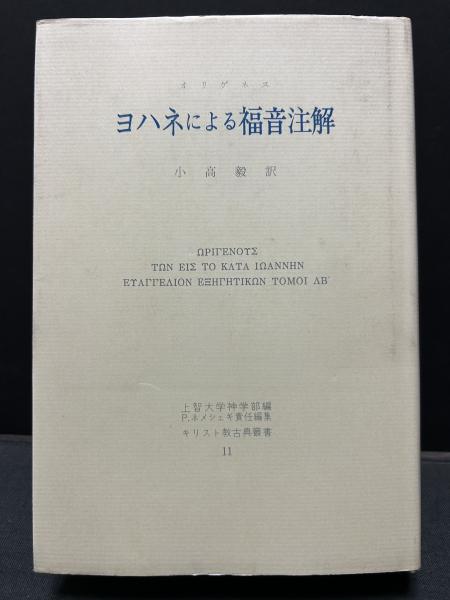 オリゲネス
ヨハネによる福音注解
小高毅訳
ΩΡΙΓΕΝΟΥΣ
ΤΩΝ ΕΙΣ ΤΟ ΚΑΤΑ ΙΩΑΝΝΗΝ
ΕΥΑΓΓΕΛΙΟΝ ΕΞΗΓΗΤΙΚΩΝ ΤΟΜΟΙ ΛΒ′
上智大学神学部編
P.ネメシェギ責任編集
キリスト教古典叢書
11